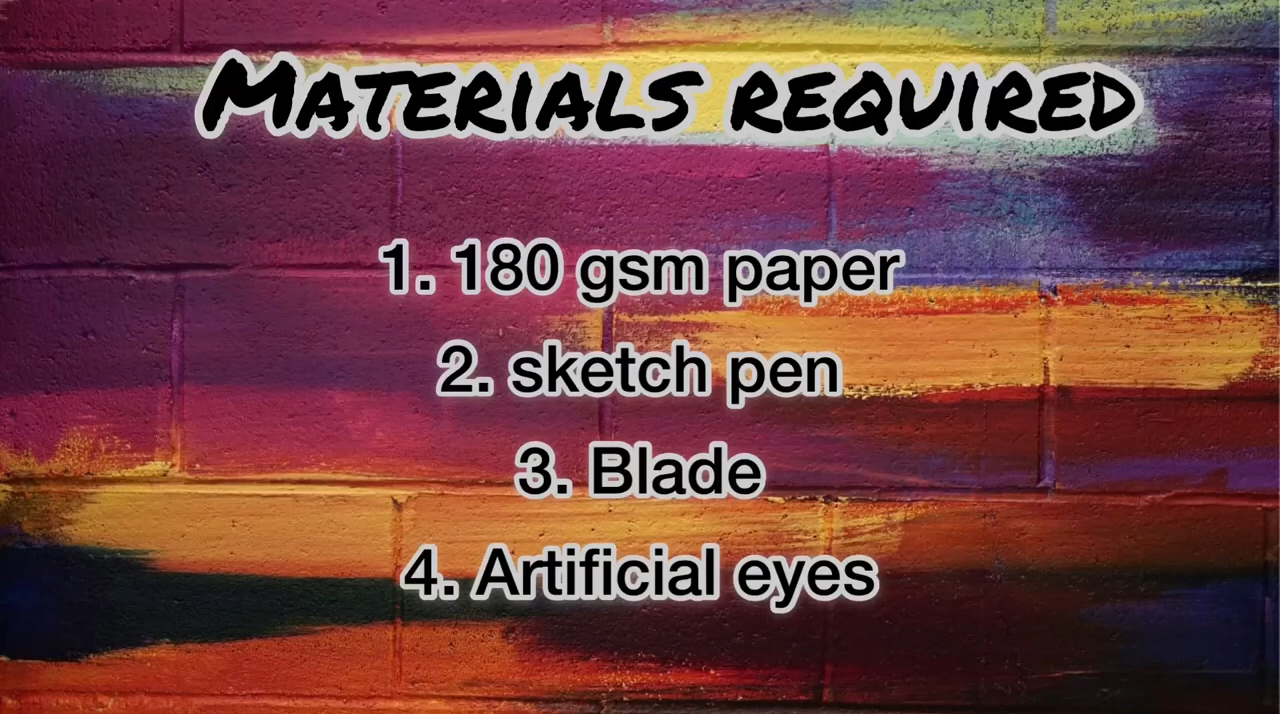 MATERIALS REQUIRED
1. 180 gsm paper
2. sketch pen
3. Blade
4. Artificial eyes